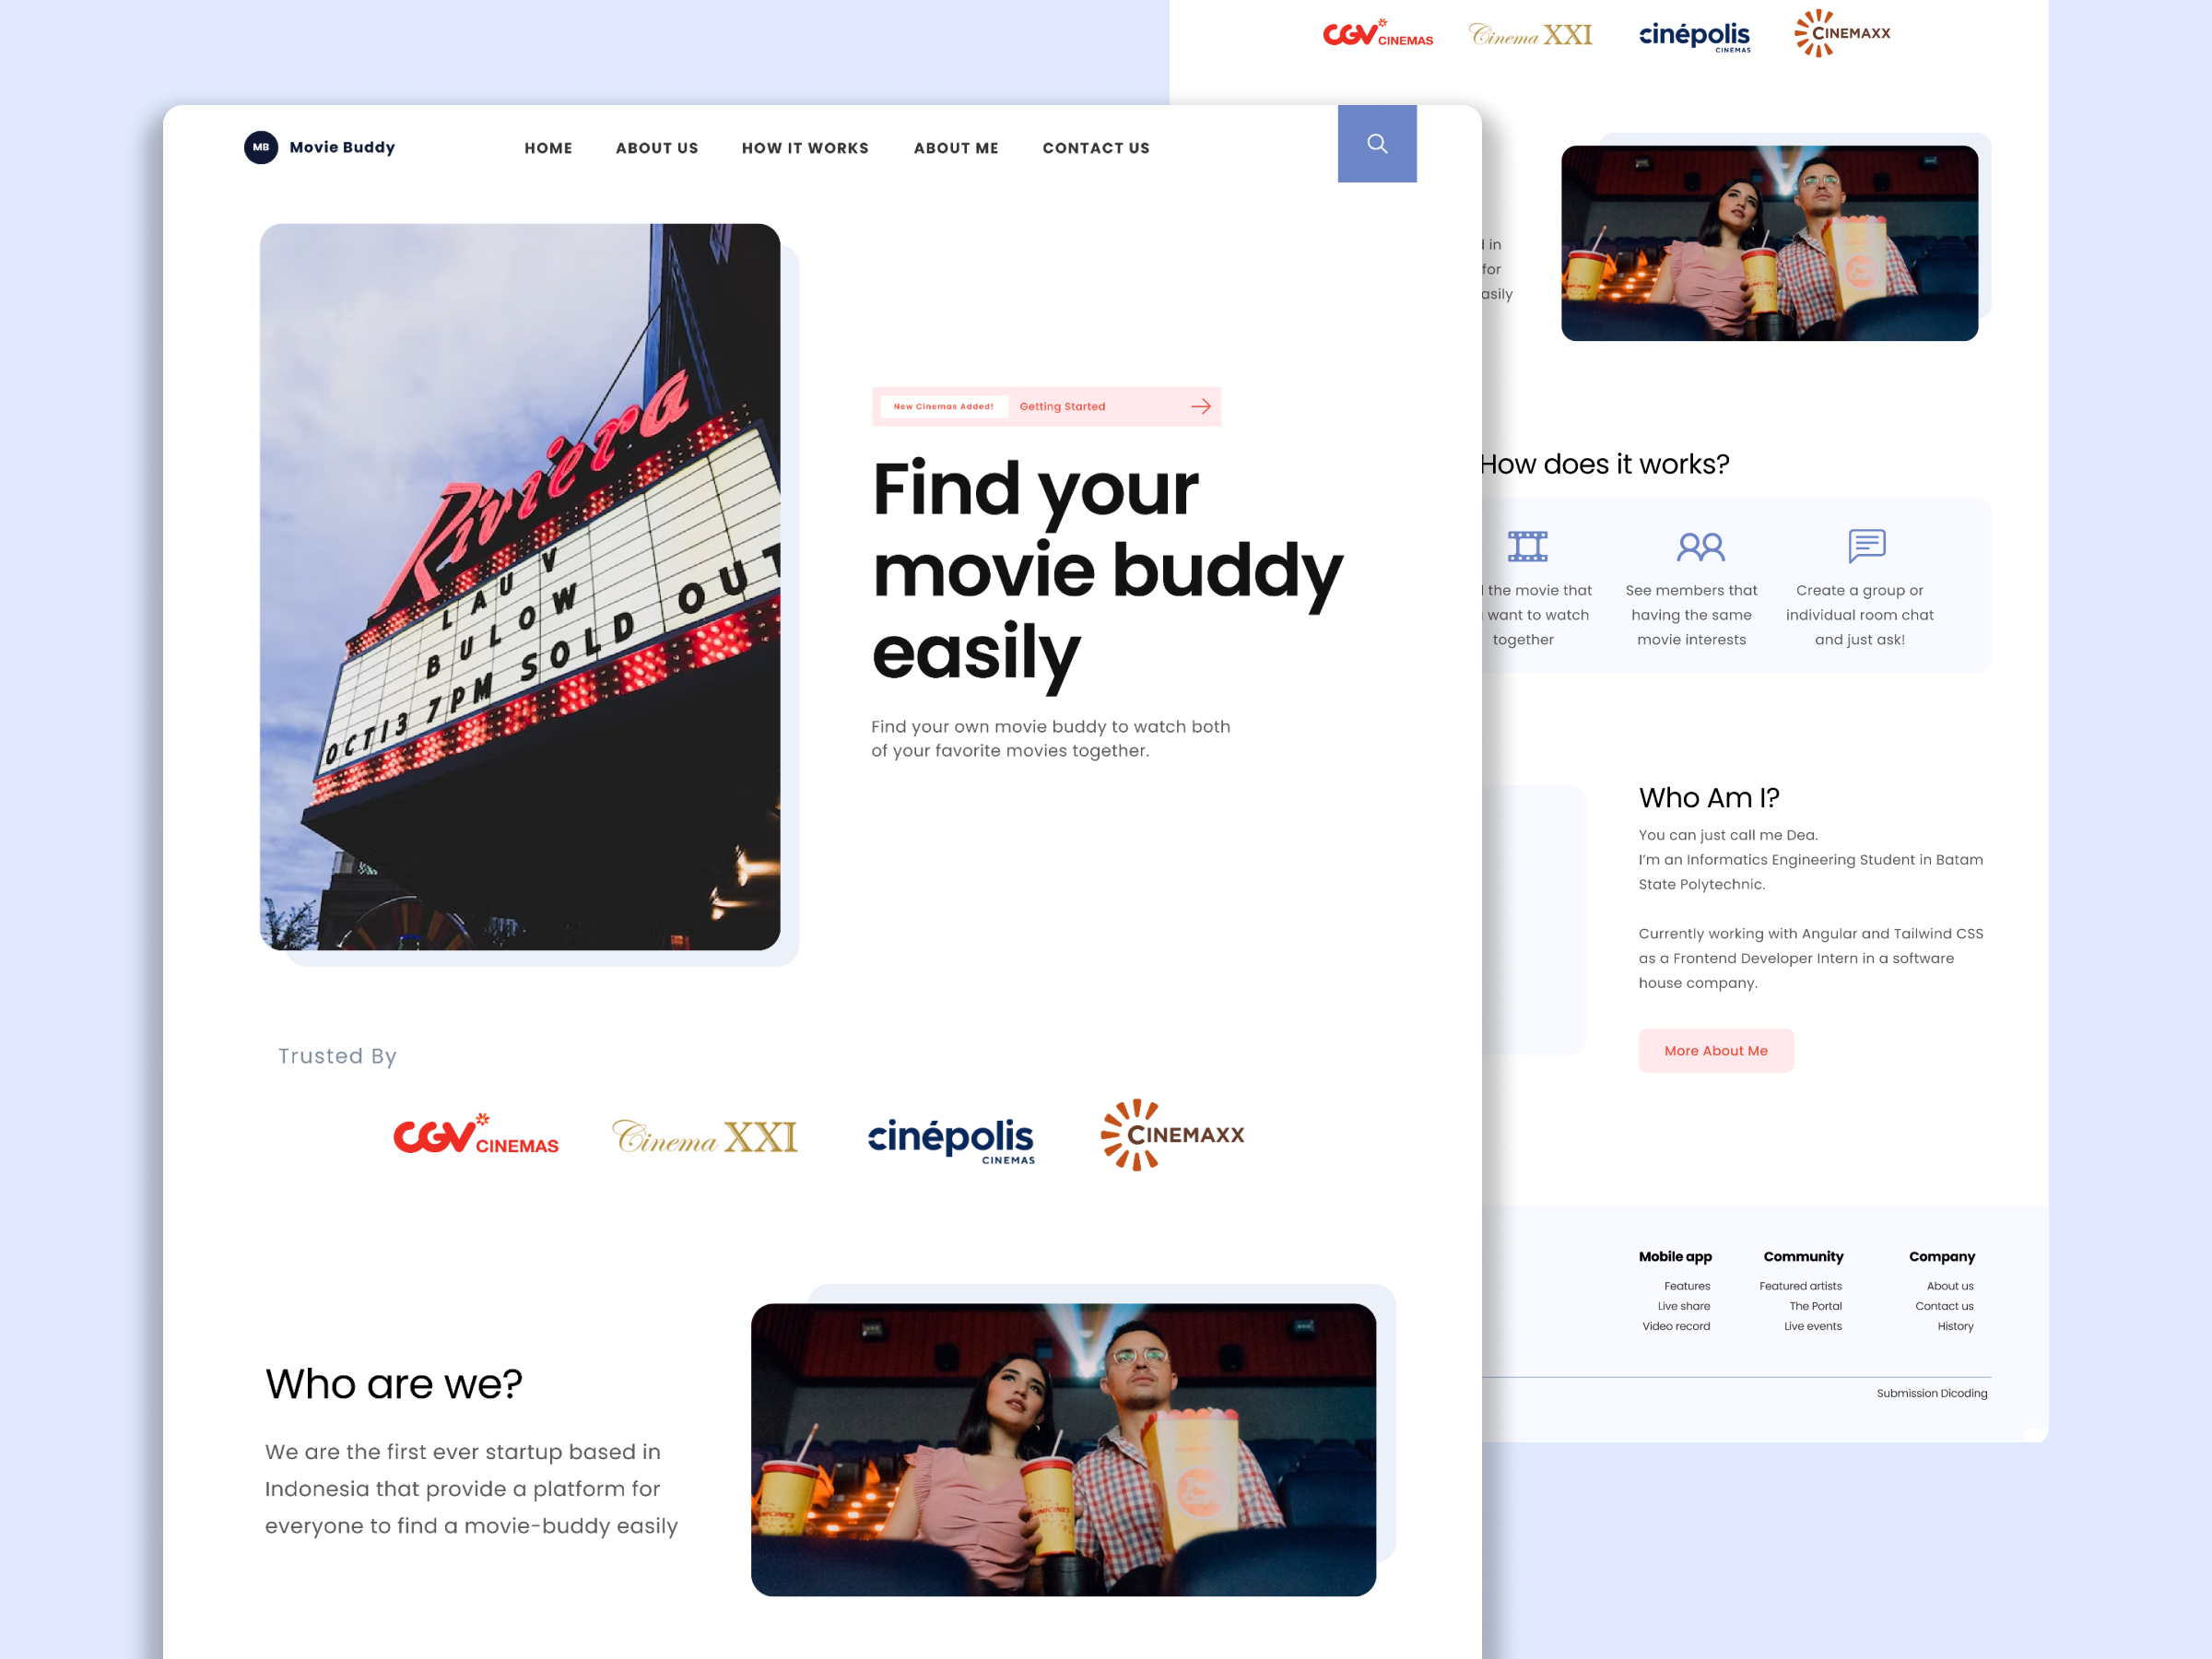 MB
Movie Buddy
HOME
ABOUT US
HOW IT WORKS
ABOUT ME
CONTACT US
Riviera
LAUV
BULOW
OCT13 7PM SOLD OUT
New Cinemas Added!
Getting Started
Find your
movie buddy
easily
Find your own movie buddy to watch both
of your favorite movies together.
Trusted By
CGV CINEMAS
Cinema XXI
cinépolis
CINEMAS
CINEMAXX
Who are we?
We are the first ever startup based in
Indonesia that provide a platform for
everyone to find a movie-buddy easily
CGV CINEMAS
Cinema XXI
cinépolis
CINEMAS
CINEMAXX
in
for
asily
How does it works?
the movie that
want to watch
together
See members that
having the same
movie interests
Create a group or
individual room chat
and just ask!
Who Am I?
You can just call me Dea.
I'm an Informatics Engineering Student in Batam
State Polytechnic.
Currently working with Angular and Tailwind CSS
as a Frontend Developer Intern in a software
house company.
More About Me
Mobile app
Features
Live share
Video record
Community
Featured artists
The Portal
Live events
Company
About us
Contact us
History
Submission Dicoding